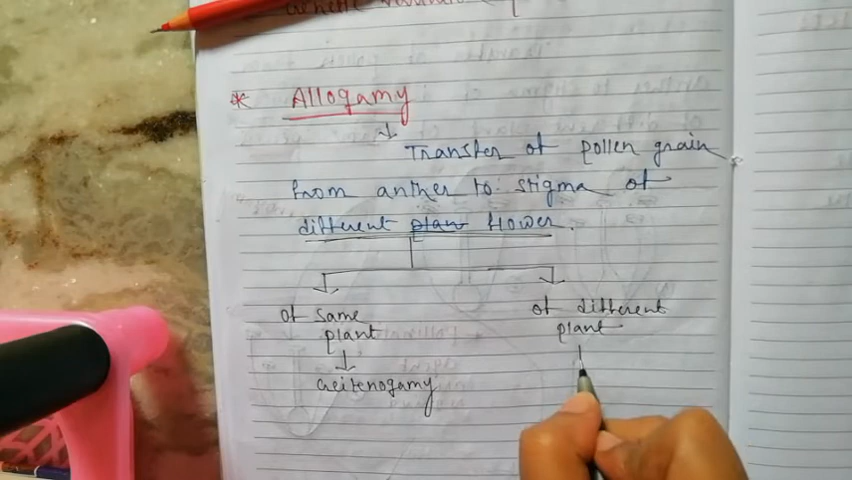 * Allogamy
Transfer of pollen grain
from anther to stigma of
different plan flower.
of same
plant
of different
plant
Geitenogamy